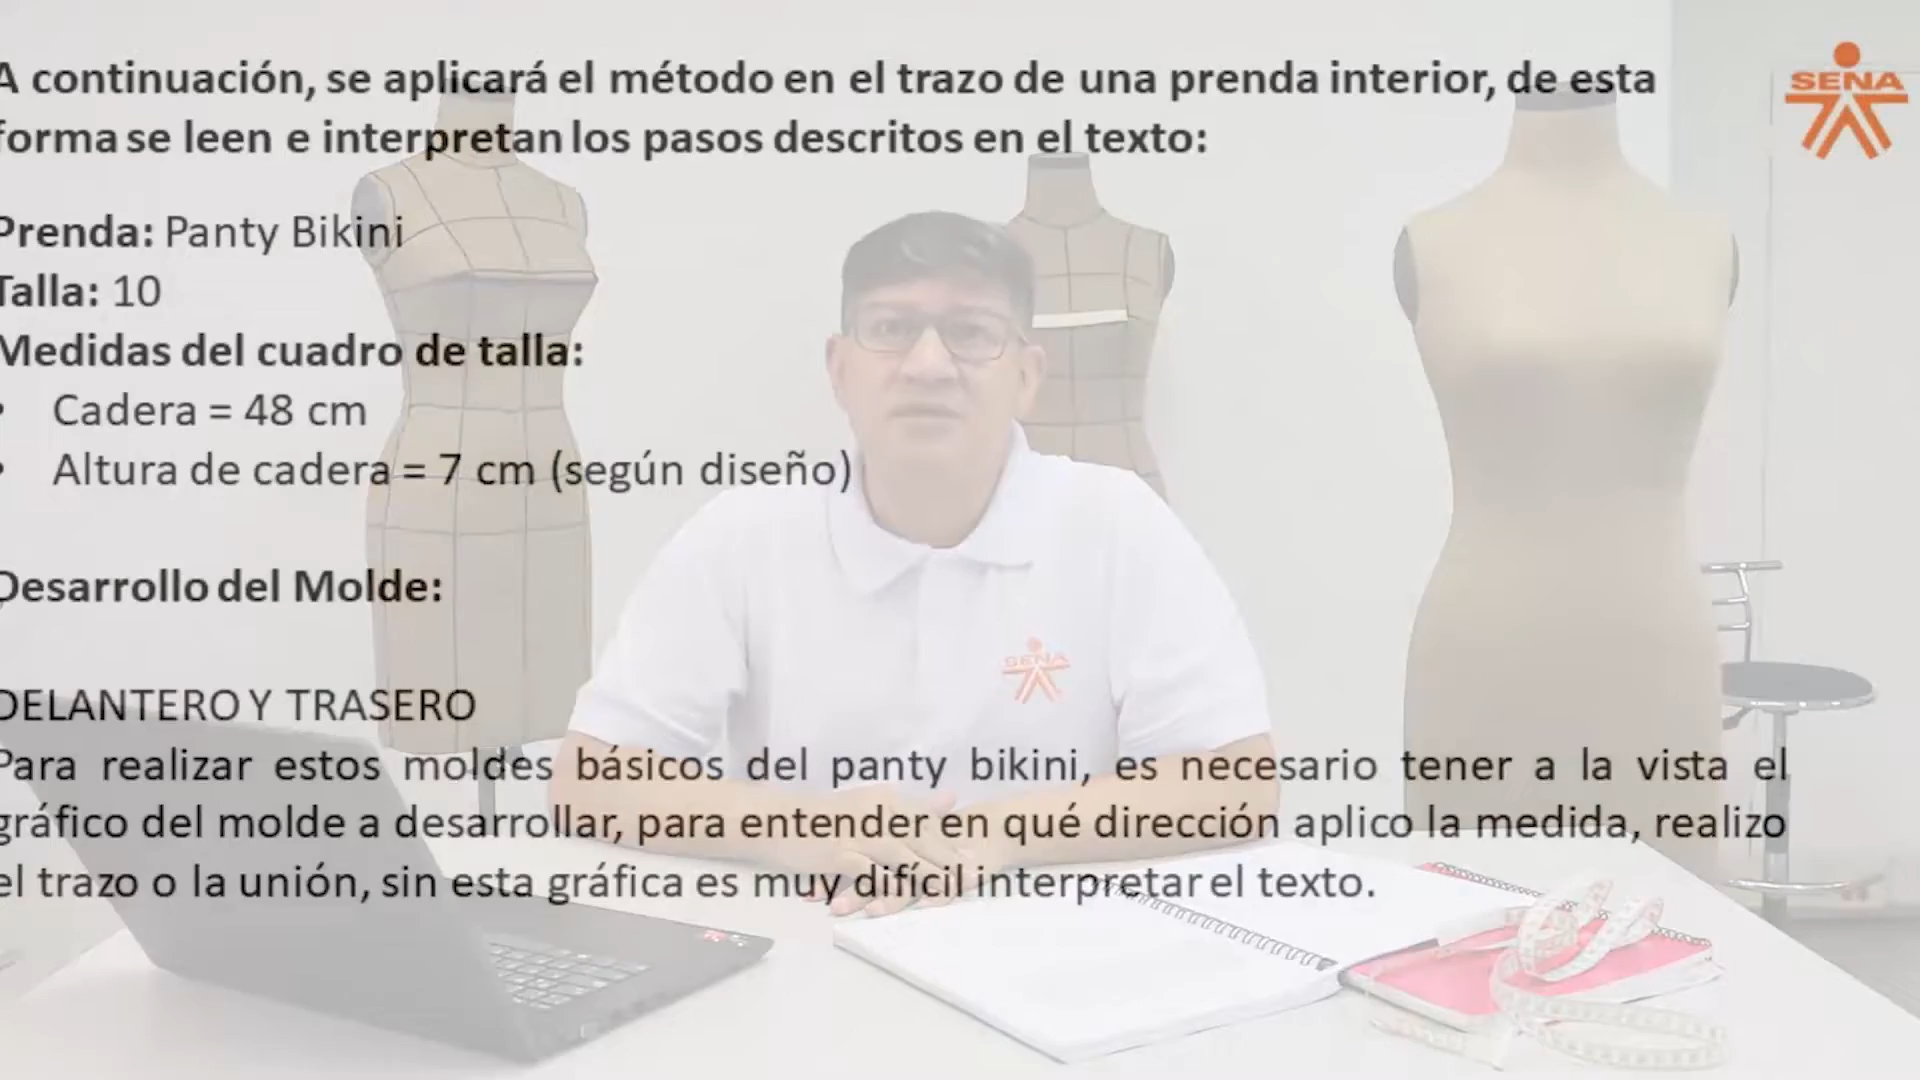 A continuación, se aplicará el método en el trazo de una prenda interior, de esta
forma se leen e interpretan los pasos descritos en el texto:
SENA
Prenda: Panty Bikini
Talla: 10
Medidas del cuadro de talla:
• Cadera = 48 cm
• Altura de cadera = 7 cm (según diseño)
Desarrollo del Molde:
SENA
DELANTERO Y TRASERO
Para realizar estos moldes básicos del panty bikini, es necesario tener a la vista el
gráfico del molde a desarrollar, para entender en qué dirección aplico la medida, realizo
el trazo o la unión, sin esta gráfica es muy difícil interpretar el texto.